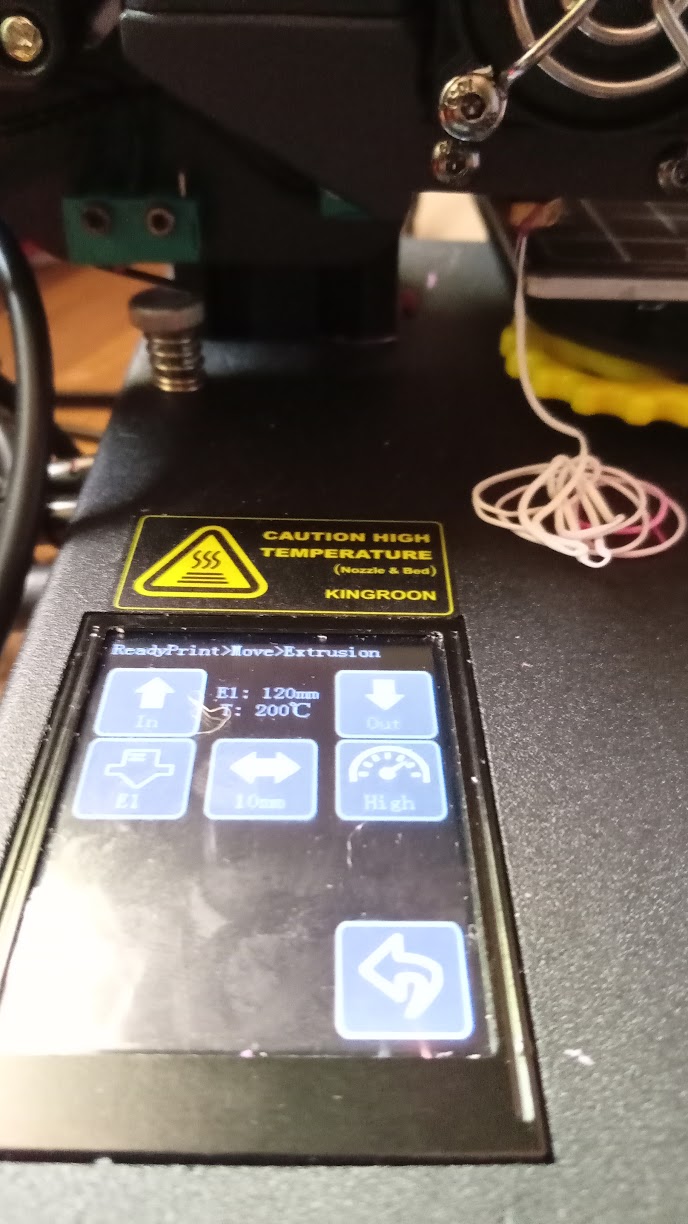 CAUTION HIGH
TEMPERATURE
(Nozzle & Bed)
KINGROON
ReadyPrint>Move>Extrusion
E1: 120mm
T: 200℃
In
Out
E1
10mm
High